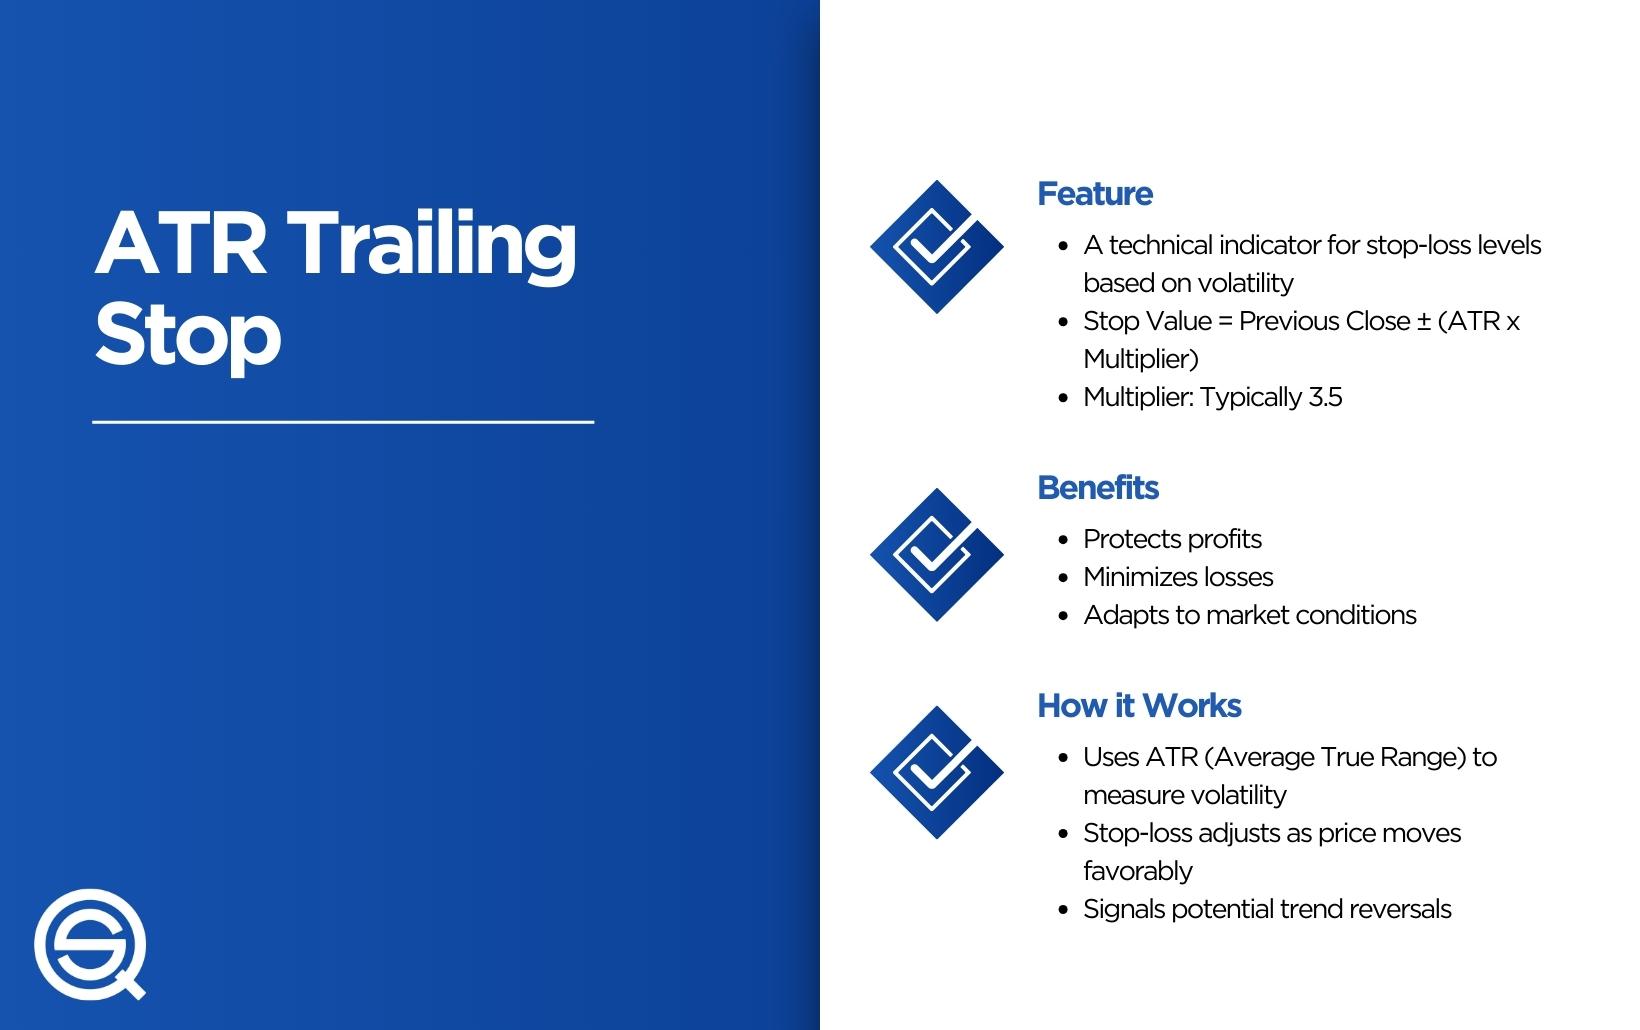 ATR Trailing
Stop
Feature
• A technical indicator for stop-loss levels
based on volatility
• Stop Value = Previous Close ± (ATR x
Multiplier)
• Multiplier: Typically 3.5
Benefits
• Protects profits
• Minimizes losses
• Adapts to market conditions
How it Works
• Uses ATR (Average True Range) to
measure volatility
• Stop-loss adjusts as price moves
favorably
• Signals potential trend reversals